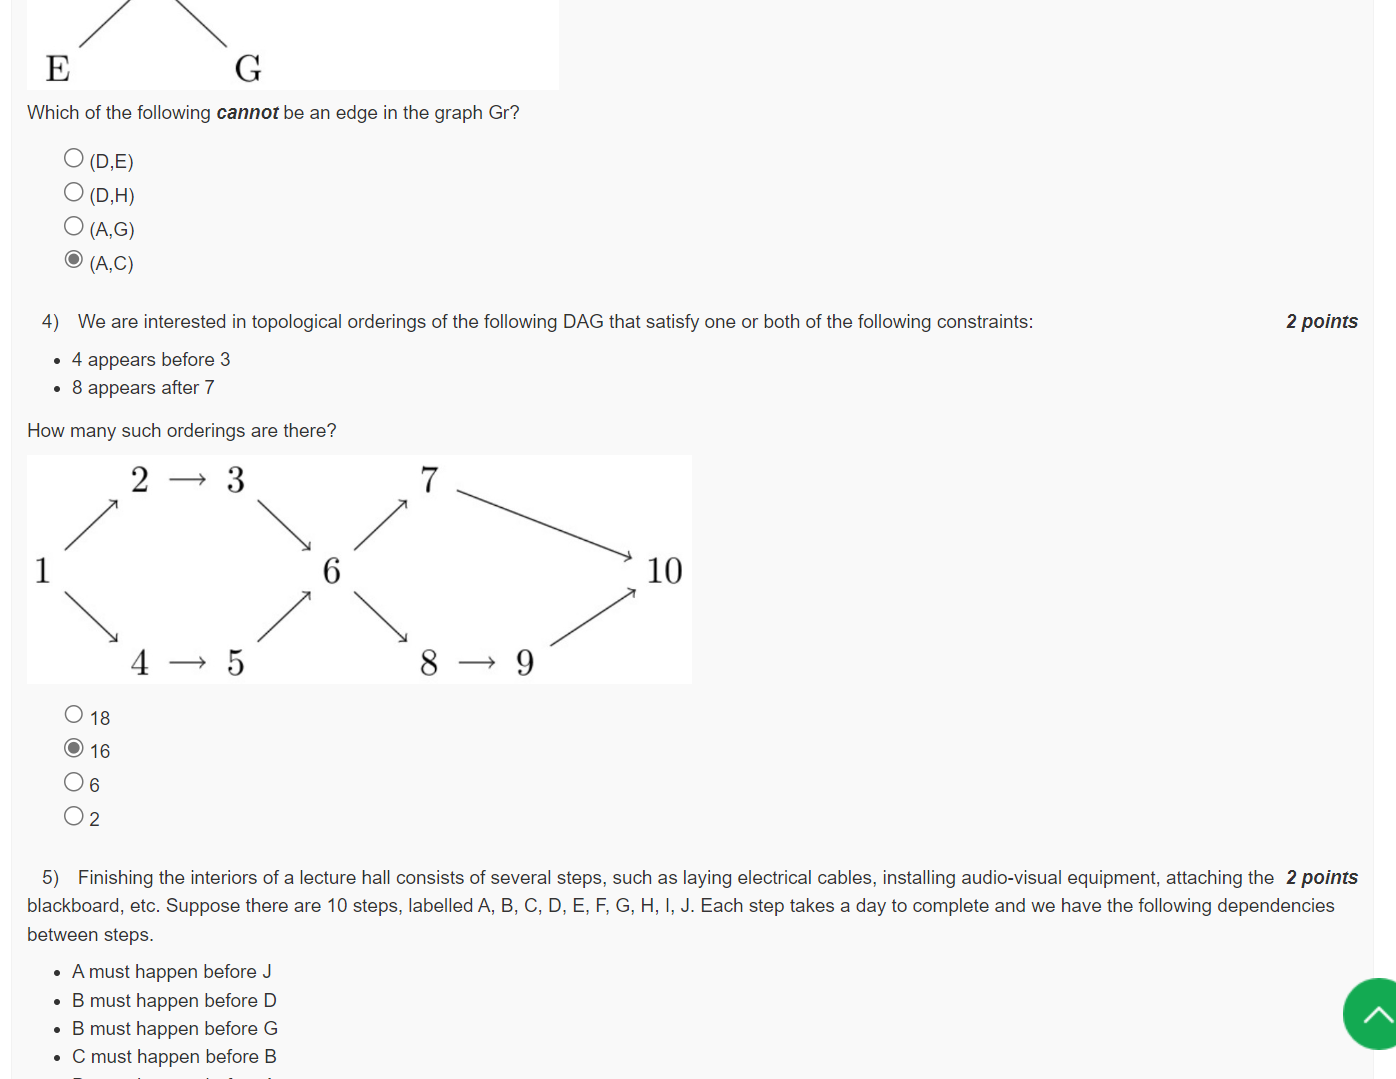 E G
Which of the following cannot be an edge in the graph Gr?
(D,E)
(D,H)
(A,G)
(A,C)
4) We are interested in topological orderings of the following DAG that satisfy one or both of the following constraints: 2 points
• 4 appears before 3
• 8 appears after 7
How many such orderings are there?
2 → 3 7
1 6 10
4 → 5 8 → 9
18
16
6
2
5) Finishing the interiors of a lecture hall consists of several steps, such as laying electrical cables, installing audio-visual equipment, attaching the 2 points
blackboard, etc. Suppose there are 10 steps, labelled A, B, C, D, E, F, G, H, I, J. Each step takes a day to complete and we have the following dependencies
between steps.
• A must happen before J
• B must happen before D
• B must happen before G
• C must happen before B